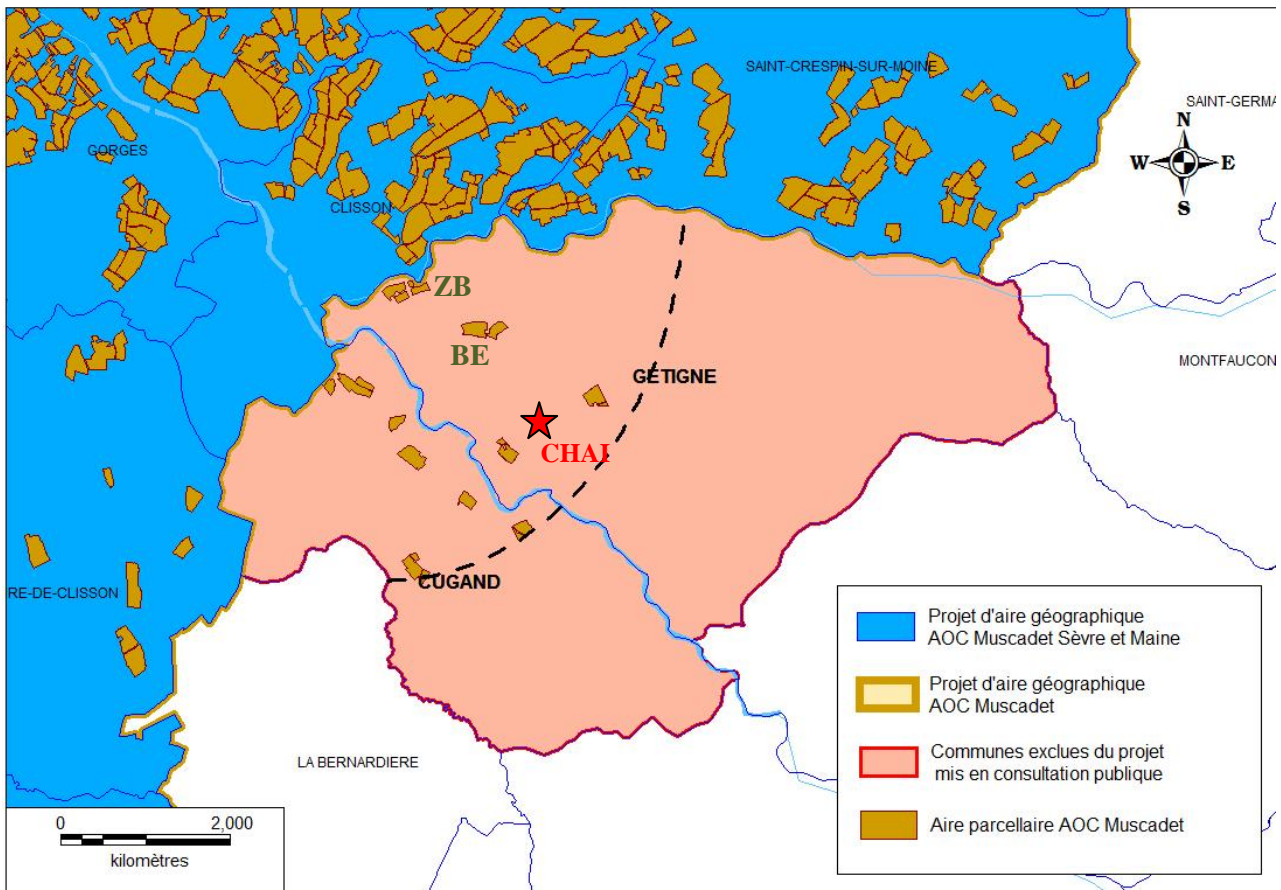 SAINT-CRESPIN-SUR-MOINE
SAINT-GERMA
GORGES
N
W
E
S
CLISSON
ZB
BE
MONTFAUCON
GETIGNE
CHAI
CUGAND
RE-DE-CLISSON
LA BERNARDIERE
0 2,000
kilomètres
Projet d'aire géographique
AOC Muscadet Sèvre et Maine
Projet d'aire géographique
AOC Muscadet
Communes exclues du projet
mis en consultation publique
Aire parcellaire AOC Muscadet